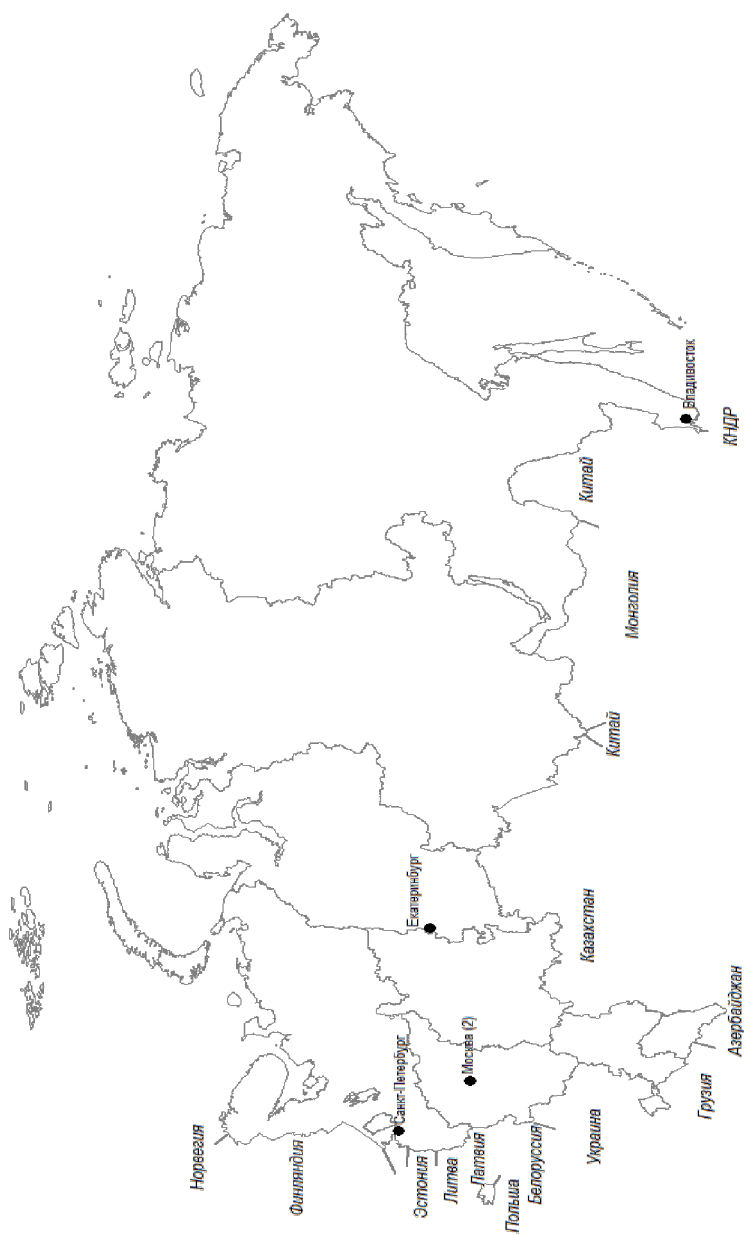 Норвегия
Финляндия
Санкт-Петербург
Эстония
Литва
Латвия
Польша
Белоруссия
Москва (2)
Украина
Грузия
Азербайджан
Екатеринбург
Казахстан
Китай
Монголия
Китай
Владивосток
КНДР